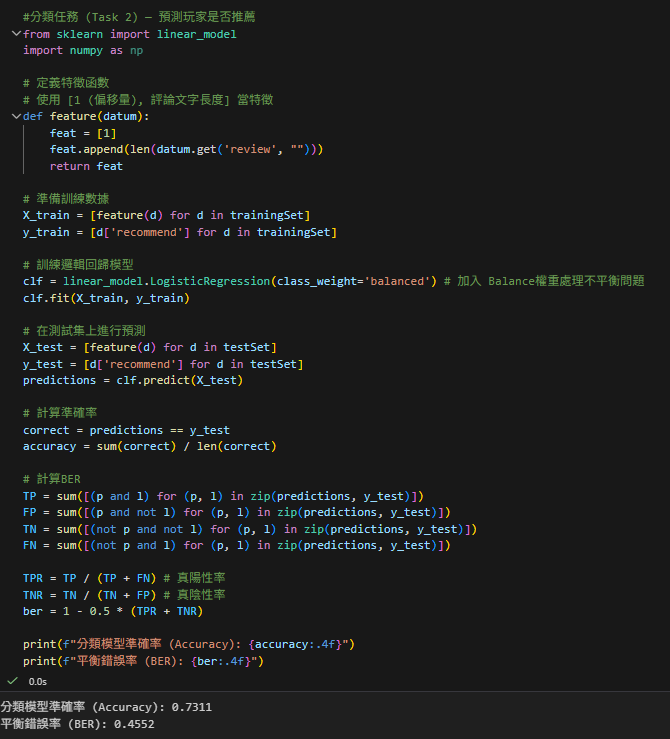 #分類任務 (Task 2) — 預測玩家是否推薦
from sklearn import linear_model
import numpy as np
# 定義特徵函數
# 使用 [1 (偏移量), 評論文字長度] 當特徵
def feature(datum):
    feat = [1]
    feat.append(len(datum.get('review', "")))
    return feat
# 準備訓練數據
X_train = [feature(d) for d in trainingSet]
y_train = [d['recommend'] for d in trainingSet]
# 訓練邏輯回歸模型
clf = linear_model.LogisticRegression(class_weight='balanced') # 加入 Balance權重處理不平衡問題
clf.fit(X_train, y_train)
# 在測試集上進行預測
X_test = [feature(d) for d in testSet]
y_test = [d['recommend'] for d in testSet]
predictions = clf.predict(X_test)
# 計算準確率
correct = predictions == y_test
accuracy = sum(correct) / len(correct)
# 計算BER
TP = sum([(p and l) for (p, l) in zip(predictions, y_test)])
FP = sum([(p and not l) for (p, l) in zip(predictions, y_test)])
TN = sum([(not p and not l) for (p, l) in zip(predictions, y_test)])
FN = sum([(not p and l) for (p, l) in zip(predictions, y_test)])
TPR = TP / (TP + FN) # 真陽性率
TNR = TN / (TN + FP) # 真陰性率
ber = 1 - 0.5 * (TPR + TNR)
print(f"分類模型準確率 (Accuracy): {accuracy:.4f}")
print(f"平衡錯誤率 (BER): {ber:.4f}")
0.0s
分類模型準確率 (Accuracy): 0.7311
平衡錯誤率 (BER): 0.4552